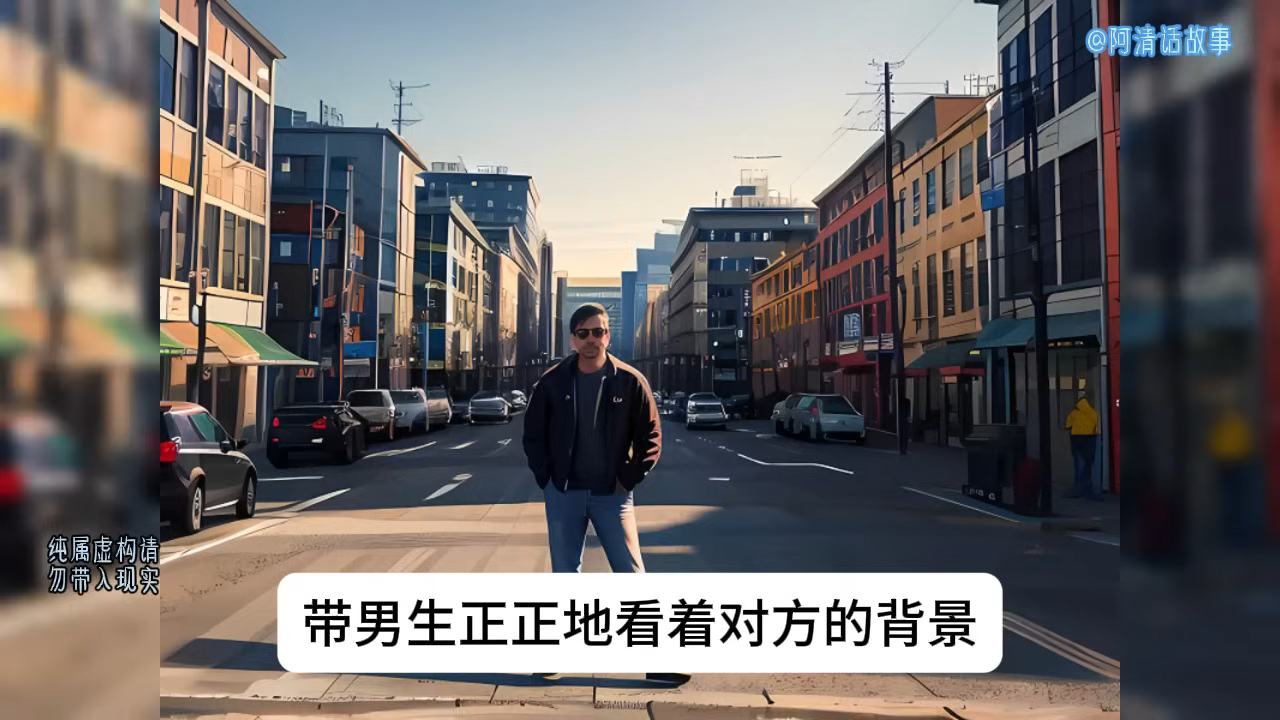 @阿清话故事
纯属虚构请
勿带入现实
带男生正正地看着对方的背景